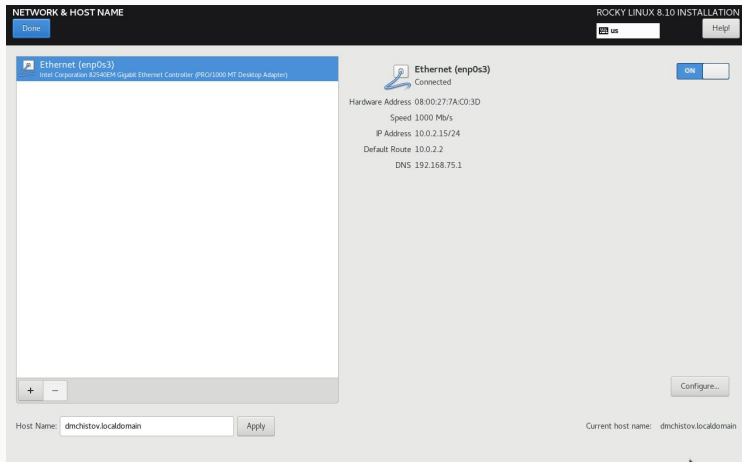 NETWORK & HOST NAME
ROCKY LINUX 8.10 INSTALLATION
Done
us
Help!
Ethernet (enp0s3)
Intel Corporation 82540EM Gigabit Ethernet Controller (PRO/1000 MT Desktop Adapter)
Ethernet (enp0s3)
Connected
ON
Hardware Address 08:00:27:7A:C0:3D
Speed 1000 Mb/s
IP Address 10.0.2.15/24
Default Route 10.0.2.2
DNS 192.168.75.1
+ −
Configure...
Host Name: dmchistov.localdomain Apply
Current host name: dmchistov.localdomain